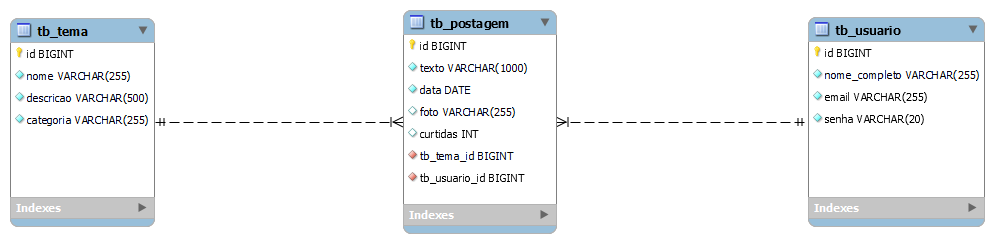 tb_tema
id BIGINT
nome VARCHAR(255)
descricao VARCHAR(500)
categoria VARCHAR(255)
Indexes
tb_postagem
id BIGINT
texto VARCHAR(1000)
data DATE
foto VARCHAR(255)
curtidas INT
tb_tema_id BIGINT
tb_usuario_id BIGINT
Indexes
tb_usuario
id BIGINT
nome_completo VARCHAR(255)
email VARCHAR(255)
senha VARCHAR(20)
Indexes